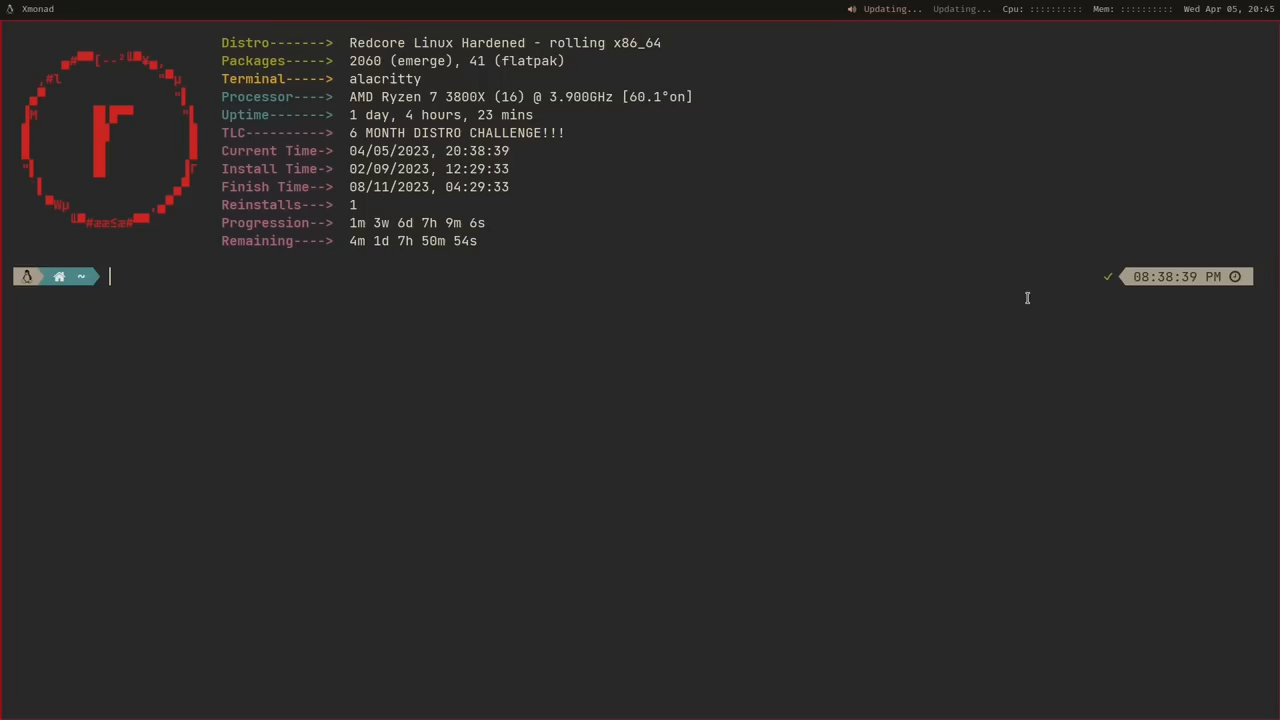 Xmonad
Updating... Updating... Cpu: :::::::::: Mem: :::::::::: Wed Apr 05, 20:45
Distro-------> Redcore Linux Hardened - rolling x86_64
Packages-----> 2060 (emerge), 41 (flatpak)
Terminal-----> alacritty
Processor----> AMD Ryzen 7 3800X (16) @ 3.900GHz [60.1°on]
Uptime-------> 1 day, 4 hours, 23 mins
TLC----------> 6 MONTH DISTRO CHALLENGE!!!
Current Time-> 04/05/2023, 20:38:39
Install Time-> 02/09/2023, 12:29:33
Finish Time--> 08/11/2023, 04:29:33
Reinstalls---> 1
Progression--> 1m 3w 6d 7h 9m 6s
Remaining----> 4m 1d 7h 50m 54s
~
✓ 08:38:39 PM